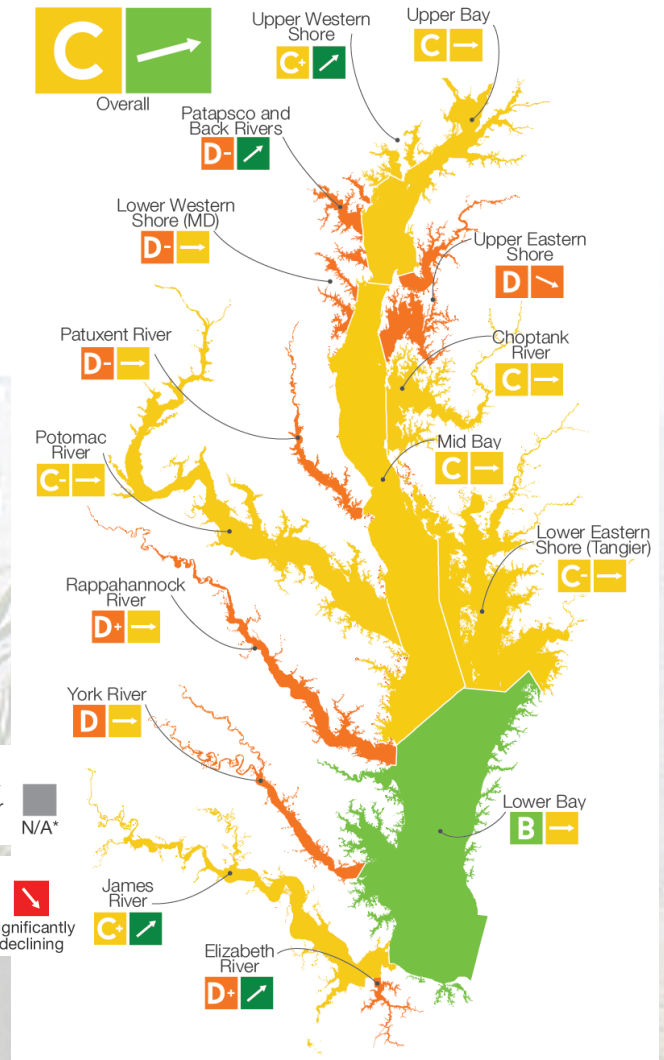 C
Overall
Upper Western
Shore
C+
Upper Bay
C
Patapsco and
Back Rivers
D-
Lower Western
Shore (MD)
D-
Upper Eastern
Shore
D
Patuxent River
D-
Choptank
River
C
Potomac
River
C-
Mid Bay
C
Lower Eastern
Shore (Tangier)
C-
Rappahannock
River
D+
York River
D
Lower Bay
B
N/A*
James
River
C+
gnificantly
declining
Elizabeth
River
D+